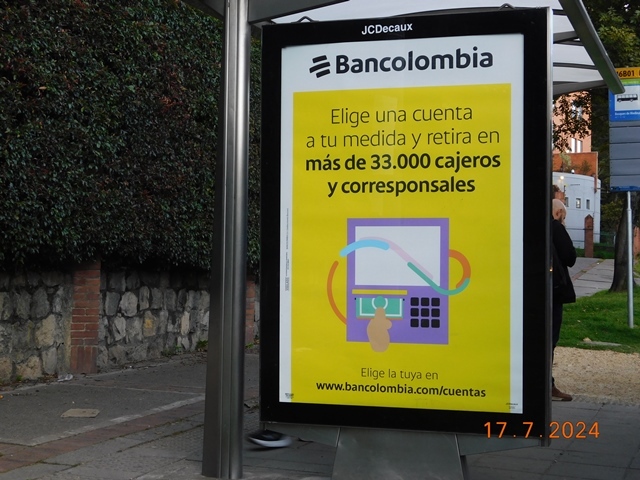 JCDecaux
Bancolombia
Elige una cuenta
a tu medida y retira en
más de 33.000 cajeros
y corresponsales
Elige la tuya en
www.bancolombia.com/cuentas
17.7.2024